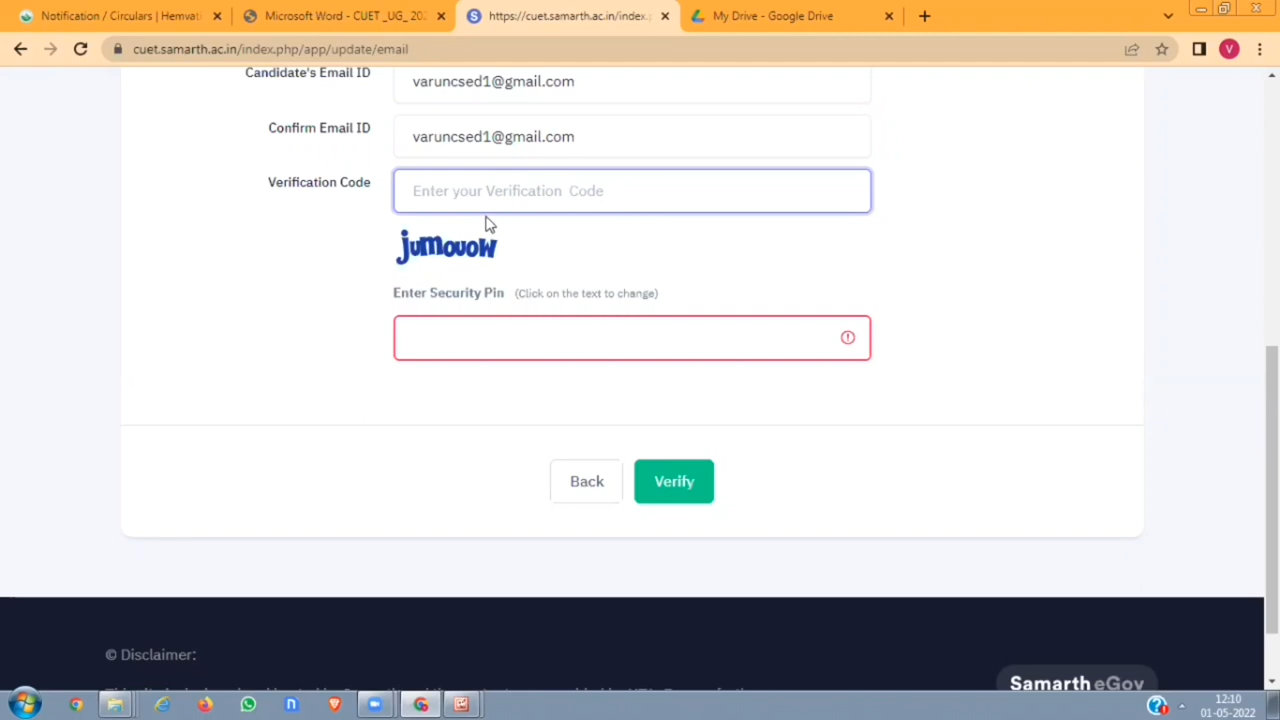 Notification / Circulars | Hemvat
Microsoft Word - CUET _UG_ 202
https://cuet.samarth.ac.in/index.p
My Drive - Google Drive
cuet.samarth.ac.in/index.php/app/update/email
V
Candidate's Email ID
varuncsed1@gmail.com
Confirm Email ID
varuncsed1@gmail.com
Verification Code
Enter your Verification Code
jumouow
Enter Security Pin (Click on the text to change)
Back
Verify
© Disclaimer:
Samarth eGov
12:10
01-05-2022